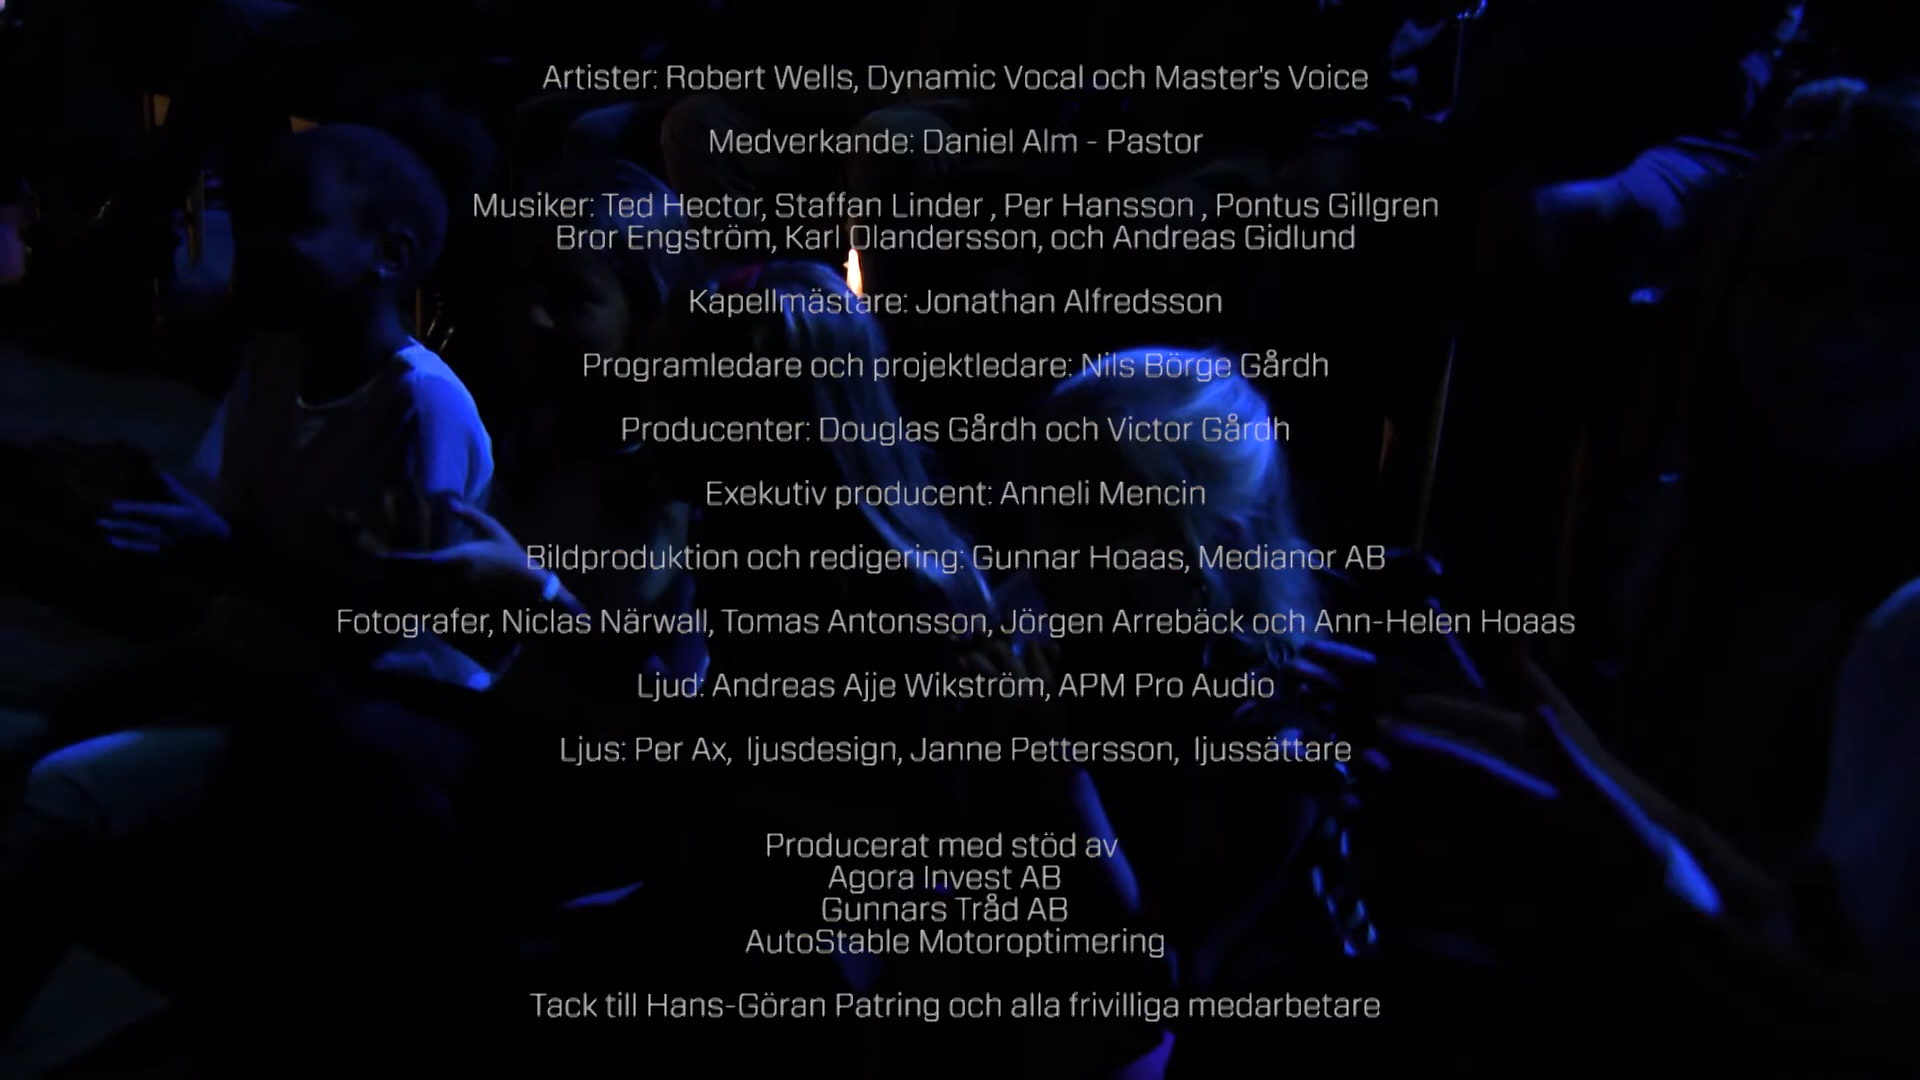 Artister: Robert Wells, Dynamic Vocal och Master's Voice
Medverkande: Daniel Alm - Pastor
Musiker: Ted Hector, Staffan Linder , Per Hansson , Pontus Gillgren
Bror Engström, Karl Olandersson, och Andreas Gidlund
Kapellmästare: Jonathan Alfredsson
Programledare och projektledare: Nils Börge Gårdh
Producenter: Douglas Gårdh och Victor Gårdh
Exekutiv producent: Anneli Mencin
Bildproduktion och redigering: Gunnar Hoaas, Medianor AB
Fotografer, Niclas Närwall, Tomas Antonsson, Jörgen Arrebäck och Ann-Helen Hoaas
Ljud: Andreas Ajje Wikström, APM Pro Audio
Ljus: Per Ax,  ljusdesign, Janne Pettersson,  ljussättare
Producerat med stöd av
Agora Invest AB
Gunnars Tråd AB
AutoStable Motoroptimering
Tack till Hans-Göran Patring och alla frivilliga medarbetare